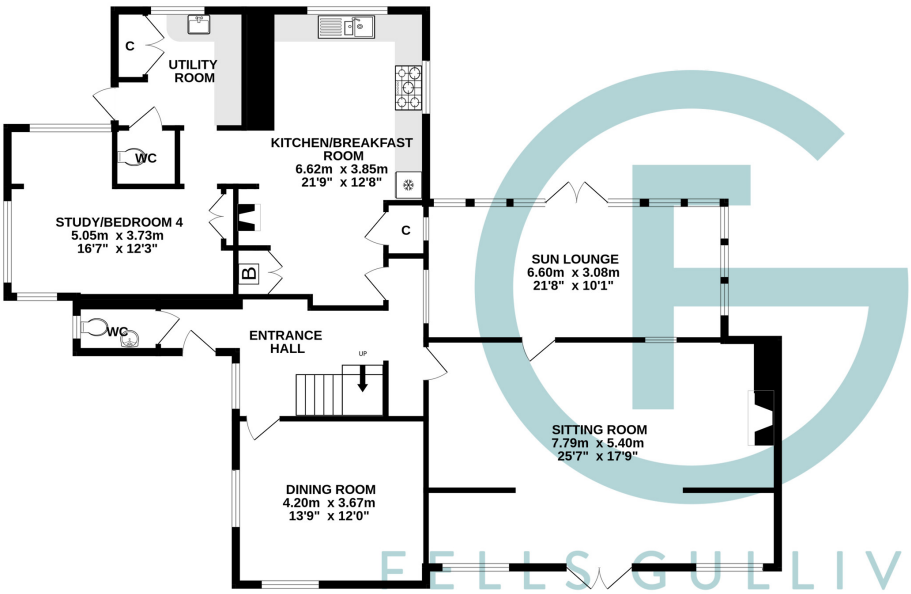 C
UTILITY
ROOM
WC
KITCHEN/BREAKFAST
ROOM
6.62m x 3.85m
21'9" x 12'8"
STUDY/BEDROOM 4
5.05m x 3.73m
16'7" x 12'3"
C
B
SUN LOUNGE
6.60m x 3.08m
21'8" x 10'1"
WC
ENTRANCE
HALL
UP
SITTING ROOM
7.79m x 5.40m
25'7" x 17'9"
DINING ROOM
4.20m x 3.67m
13'9" x 12'0"
FELLS GULLIV